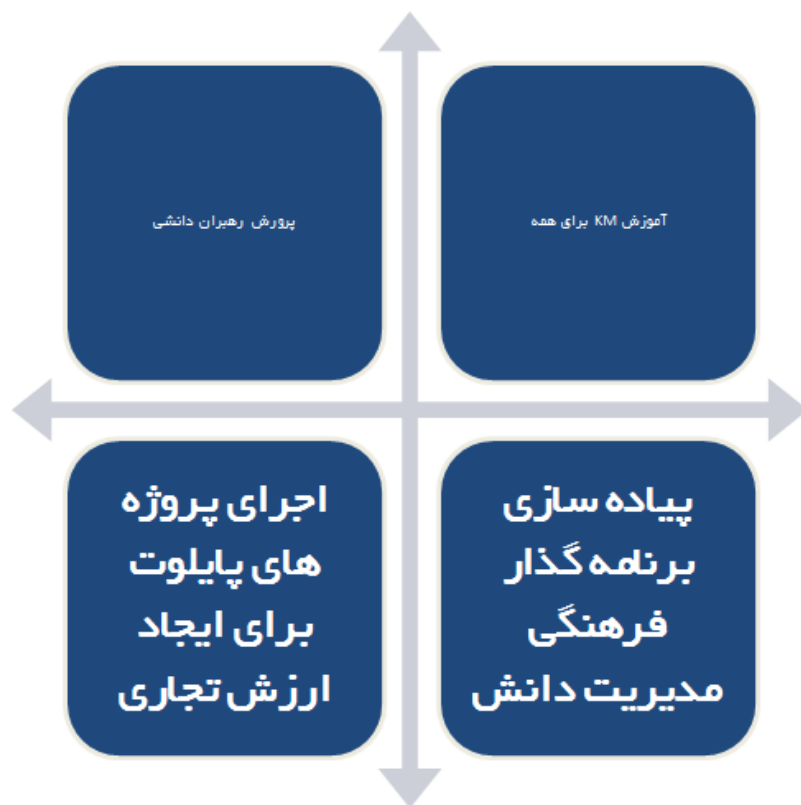 آموزش KM برای همه
پرورش رهبران دانشی
پیاده سازی
برنامه گذار
فرهنگی
مدیریت دانش
اجرای پروژه
های پایلوت
برای ایجاد
ارزش تجاری